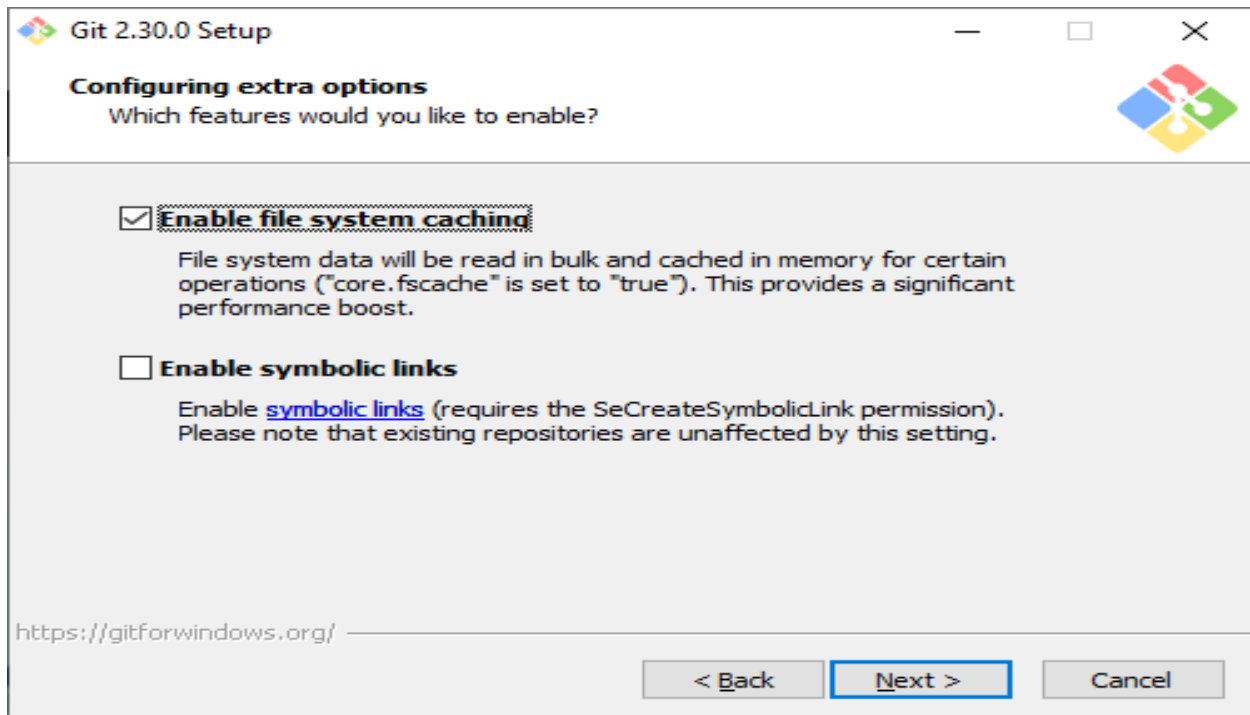 Git 2.30.0 Setup
Configuring extra options
Which features would you like to enable?
Enable file system caching
File system data will be read in bulk and cached in memory for certain
operations ("core.fscache" is set to "true"). This provides a significant
performance boost.
Enable symbolic links
Enable symbolic links (requires the SeCreateSymbolicLink permission).
Please note that existing repositories are unaffected by this setting.
https://gitforwindows.org/
< Back
Next >
Cancel